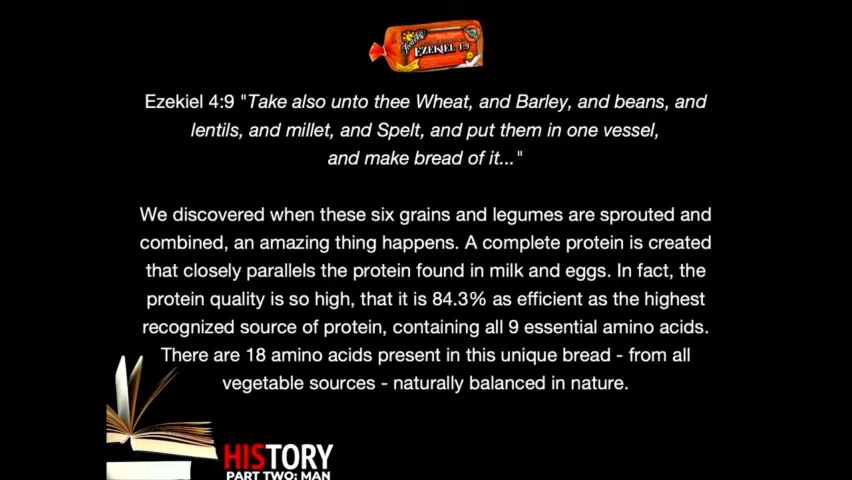 EZEKIEL 4:9
Ezekiel 4:9 "Take also unto thee Wheat, and Barley, and beans, and
lentils, and millet, and Spelt, and put them in one vessel,
and make bread of it..."
We discovered when these six grains and legumes are sprouted and
combined, an amazing thing happens. A complete protein is created
that closely parallels the protein found in milk and eggs. In fact, the
protein quality is so high, that it is 84.3% as efficient as the highest
recognized source of protein, containing all 9 essential amino acids.
There are 18 amino acids present in this unique bread - from all
vegetable sources - naturally balanced in nature.
HISTORY
PART TWO: MAN